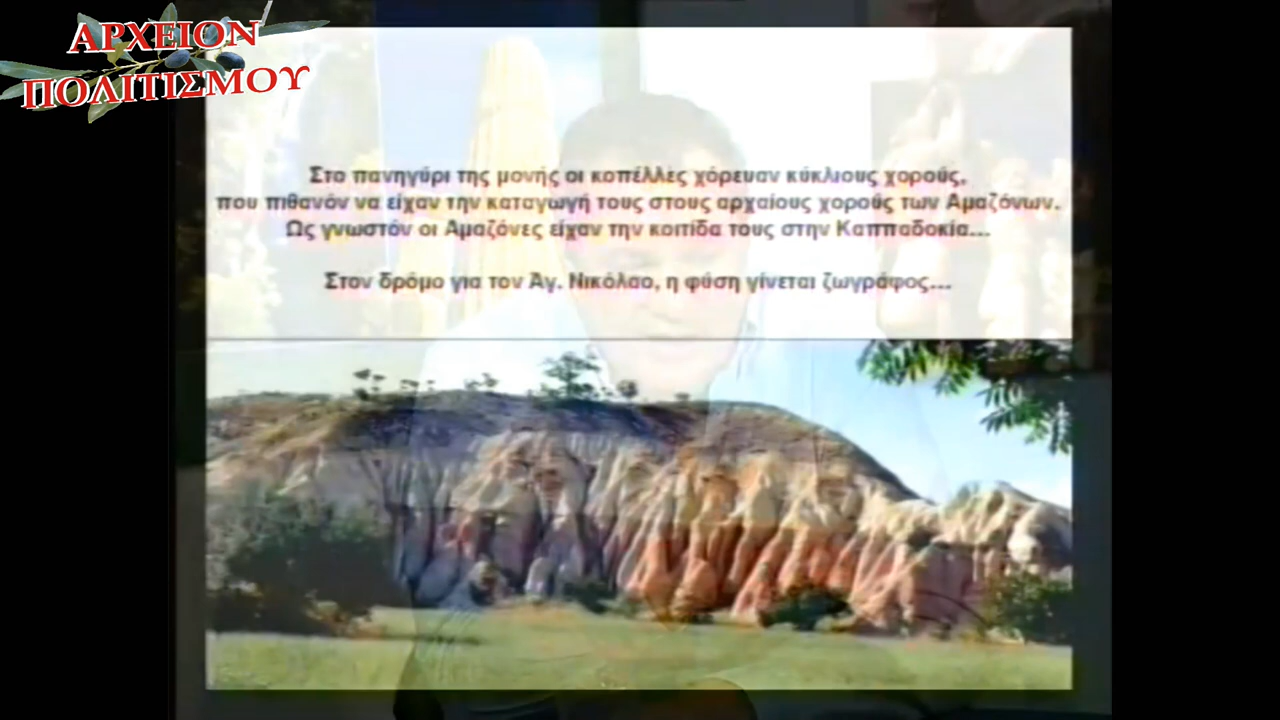 ΑΡΧΕΙΟΝ
ΠΟΛΙΤΙΣΜΟΥ
Στο πανηγύρι της μονής οι κοπέλλες χόρευαν κύκλιους χορούς,
που πιθανόν να είχαν την καταγωγή τους στους αρχαίους χορούς των Αμαζόνων.
Ως γνωστόν οι Αμαζόνες είχαν την κοιτίδα τους στην Καππαδοκία...
Στον δρόμο για τον Άγ. Νικόλαο, η φύση γίνεται ζωγράφος...